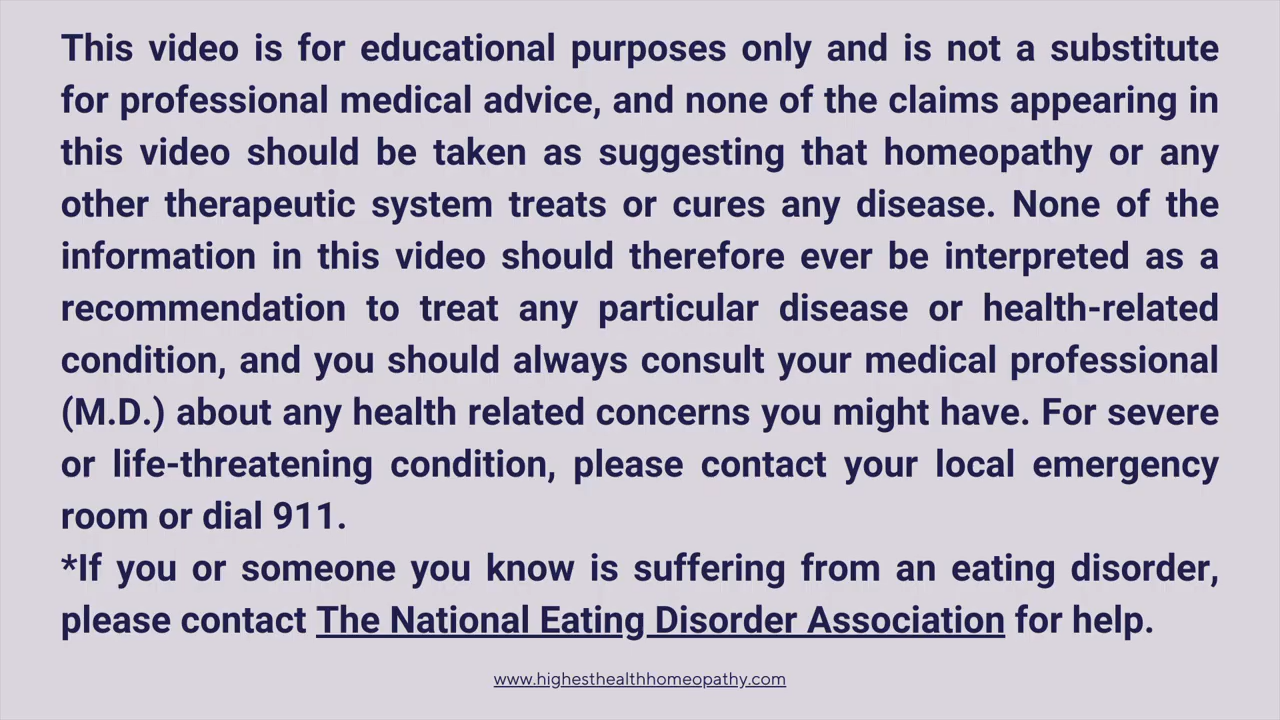 This video is for educational purposes only and is not a substitute
for professional medical advice, and none of the claims appearing in
this video should be taken as suggesting that homeopathy or any
other therapeutic system treats or cures any disease. None of the
information in this video should therefore ever be interpreted as a
recommendation to treat any particular disease or health-related
condition, and you should always consult your medical professional
(M.D.) about any health related concerns you might have. For severe
or life-threatening condition, please contact your local emergency
room or dial 911.
*If you or someone you know is suffering from an eating disorder,
please contact The National Eating Disorder Association for help.
www.highesthealthhomeopathy.com